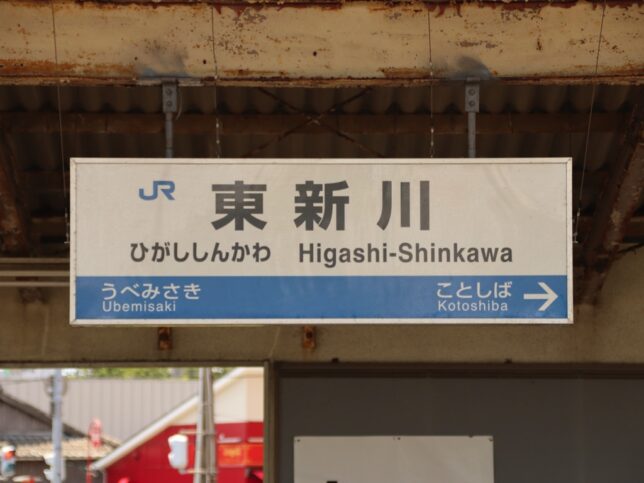 JR 東新川
ひがししんかわ Higashi-Shinkawa
うべみさき ことしば
Ubemisaki Kotoshiba